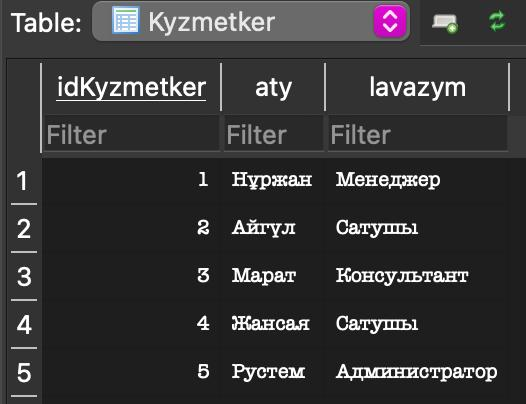 Table: Kyzmetker
idKyzmetker aty lavazym
Filter Filter Filter
1 1 Нұржан Менеджер
2 2 Айгүл Сатушы
3 3 Марат Консультант
4 4 Жансая Сатушы
5 5 Рустем Администратор